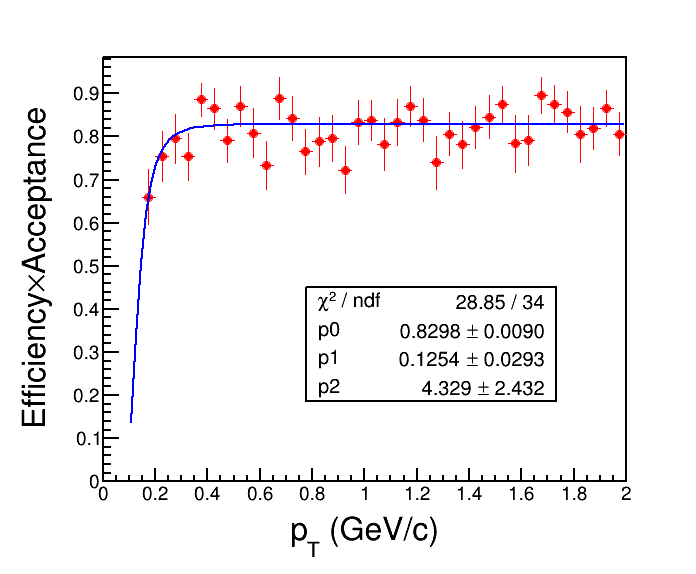 Efficiency×Acceptance
0.9
0.8
0.7
0.6
0.5
0.4
0.3
0.2
0.1
0
χ² / ndf 28.85 / 34
p0 0.8298 ± 0.0090
p1 0.1254 ± 0.0293
p2 4.329 ± 2.432
0 0.2 0.4 0.6 0.8 1 1.2 1.4 1.6 1.8 2
p_T (GeV/c)